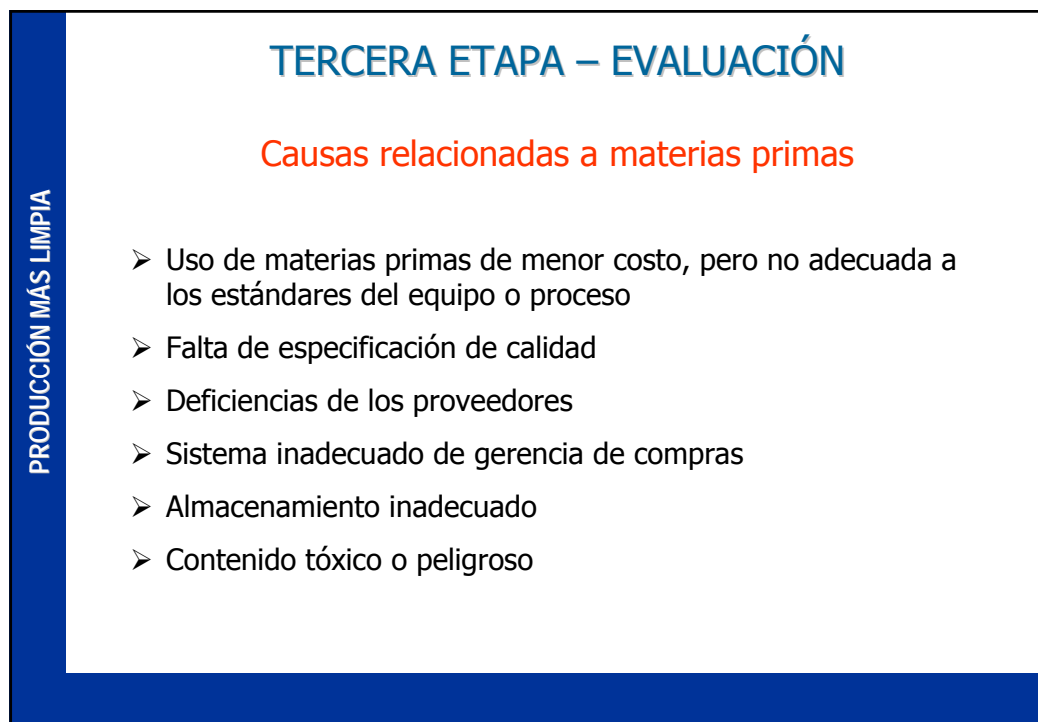 TERCERA ETAPA – EVALUACIÓN
Causas relacionadas a materias primas
PRODUCCIÓN MÁS LIMPIA
➢ Uso de materias primas de menor costo, pero no adecuada a
los estándares del equipo o proceso
➢ Falta de especificación de calidad
➢ Deficiencias de los proveedores
➢ Sistema inadecuado de gerencia de compras
➢ Almacenamiento inadecuado
➢ Contenido tóxico o peligroso